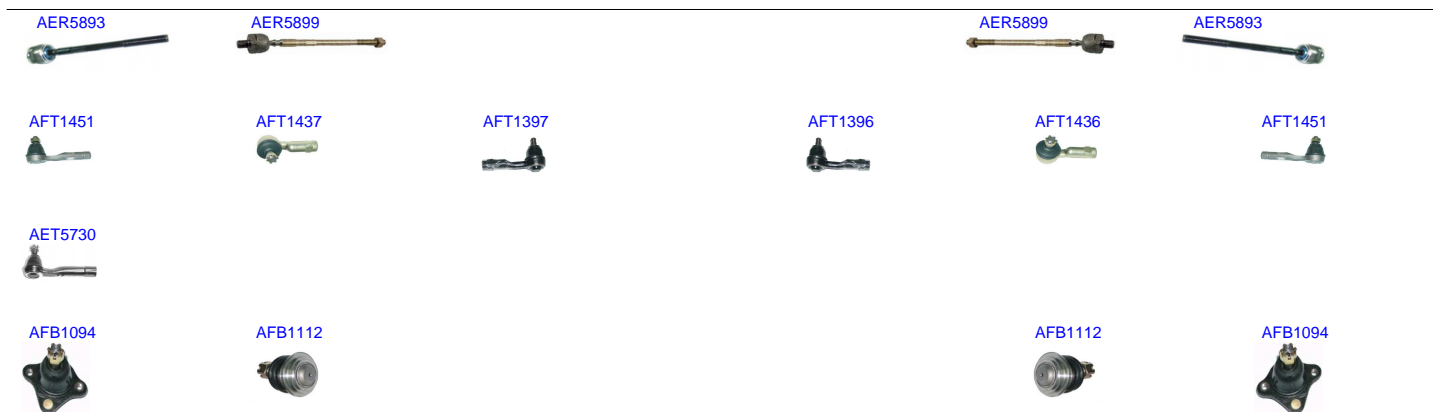 AER5893 AER5899 AER5899 AER5893
AFT1451 AFT1437 AFT1397 AFT1396 AFT1436 AFT1451
AET5730
AFB1094 AFB1112 AFB1112 AFB1094